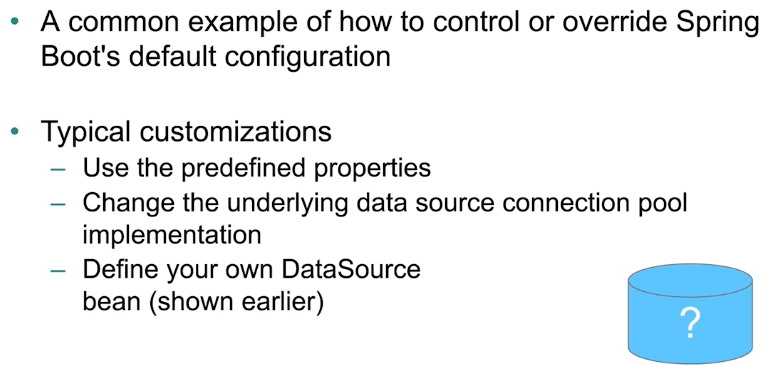 • A common example of how to control or override Spring
Boot's default configuration
• Typical customizations
– Use the predefined properties
– Change the underlying data source connection pool
implementation
– Define your own DataSource
bean (shown earlier)
?